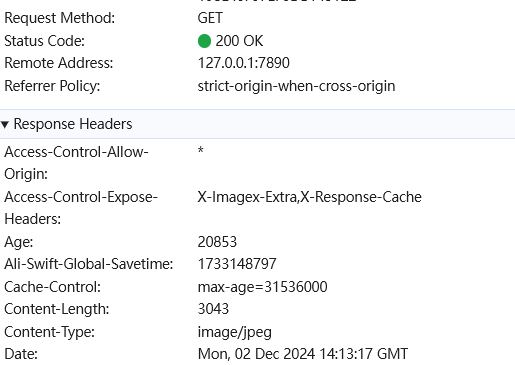 Request Method: GET
Status Code: 200 OK
Remote Address: 127.0.0.1:7890
Referrer Policy: strict-origin-when-cross-origin
Response Headers
Access-Control-Allow- *
Origin:
Access-Control-Expose- X-Imagex-Extra,X-Response-Cache
Headers:
Age: 20853
Ali-Swift-Global-Savetime: 1733148797
Cache-Control: max-age=31536000
Content-Length: 3043
Content-Type: image/jpeg
Date: Mon, 02 Dec 2024 14:13:17 GMT